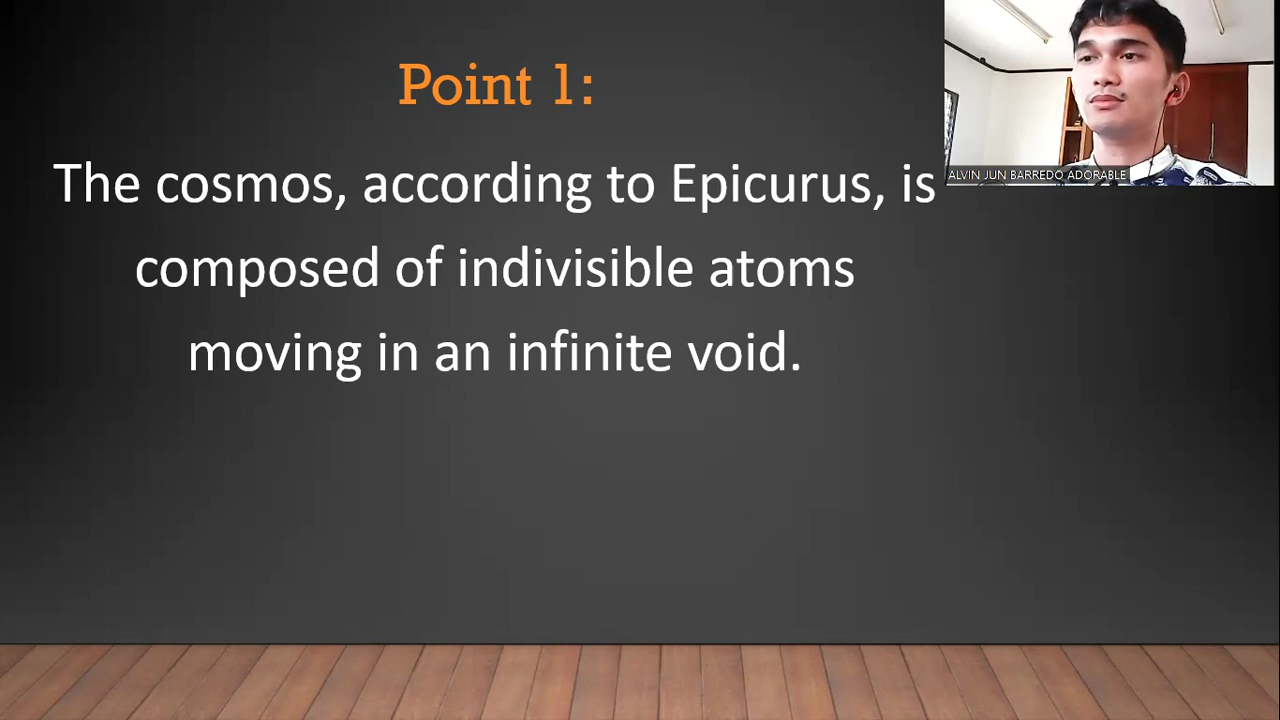 Point 1:
The cosmos, according to Epicurus, is
composed of indivisible atoms
moving in an infinite void.
ALVIN JUN BARREDO ADORABLE